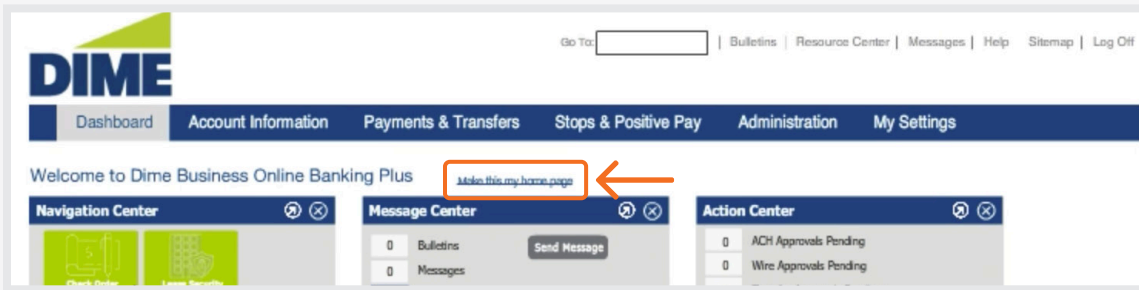 DIME
Go To: | Bulletins | Resource Center | Messages | Help Sitemap | Log Off
Dashboard Account Information Payments & Transfers Stops & Positive Pay Administration My Settings
Welcome to Dime Business Online Banking Plus Make this my home page
Navigation Center Message Center Action Center
0 Bulletins Send Message 0 ACH Approvals Pending
0 Messages 0 Wire Approvals Pending
Check Order